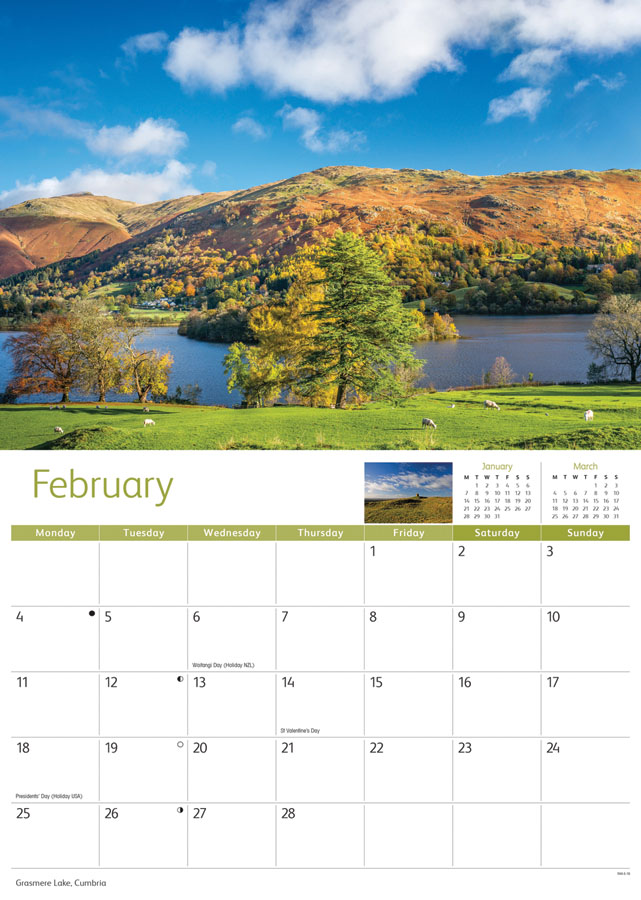 February
January
M T W T F S S
1 2 3 4 5 6
7 8 9 10 11 12 13
14 15 16 17 18 19 20
21 22 23 24 25 26 27
28 29 30 31
March
M T W T F S S
1 2 3
4 5 6 7 8 9 10
11 12 13 14 15 16 17
18 19 20 21 22 23 24
25 26 27 28 29 30 31
Monday Tuesday Wednesday Thursday Friday Saturday Sunday
1 2 3
4 5 6 7 8 9 10
Waitangi Day (Holiday NZL)
11 12 13 14 15 16 17
St Valentine's Day
18 19 20 21 22 23 24
Presidents' Day (Holiday USA)
25 26 27 28
Grasmere Lake, Cumbria